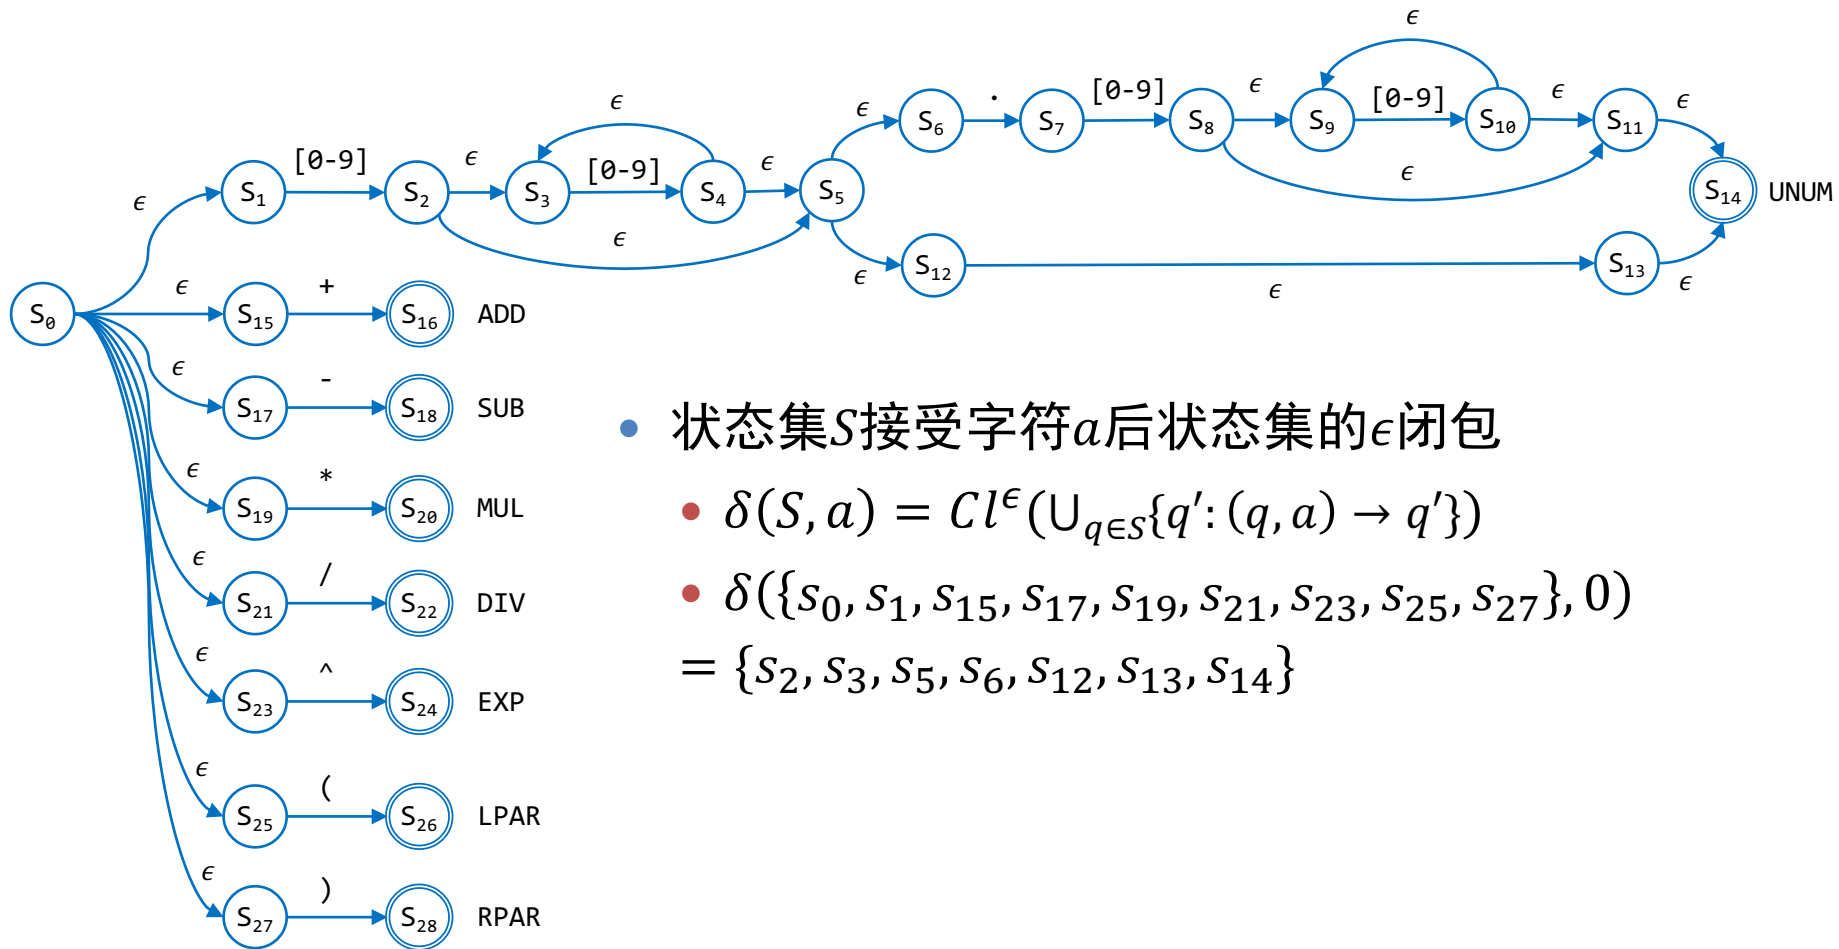 ϵ
ϵ ϵ . [0-9] ϵ [0-9] ϵ ϵ
S₆ S₇ S₈ S₉ S₁₀ S₁₁
[0-9] ϵ [0-9] ϵ ϵ
S₁ S₂ S₃ S₄ S₅ S₁₄ UNUM
ϵ ϵ ϵ S₁₂ ϵ S₁₃ ϵ
S₀ ϵ S₁₅ + S₁₆ ADD
ϵ S₁₇ - S₁₈ SUB
ϵ S₁₉ * S₂₀ MUL
ϵ S₂₁ / S₂₂ DIV
ϵ S₂₃ ^ S₂₄ EXP
ϵ S₂₅ ( S₂₆ LPAR
ϵ S₂₇ ) S₂₈ RPAR
• 状态集S接受字符a后状态集的ϵ闭包
• δ(S, a) = Cl^ϵ(⋃_{q∈S}{q′: (q, a) → q′})
• δ({s₀, s₁, s₁₅, s₁₇, s₁₉, s₂₁, s₂₃, s₂₅, s₂₇}, 0)
= {s₂, s₃, s₅, s₆, s₁₂, s₁₃, s₁₄}